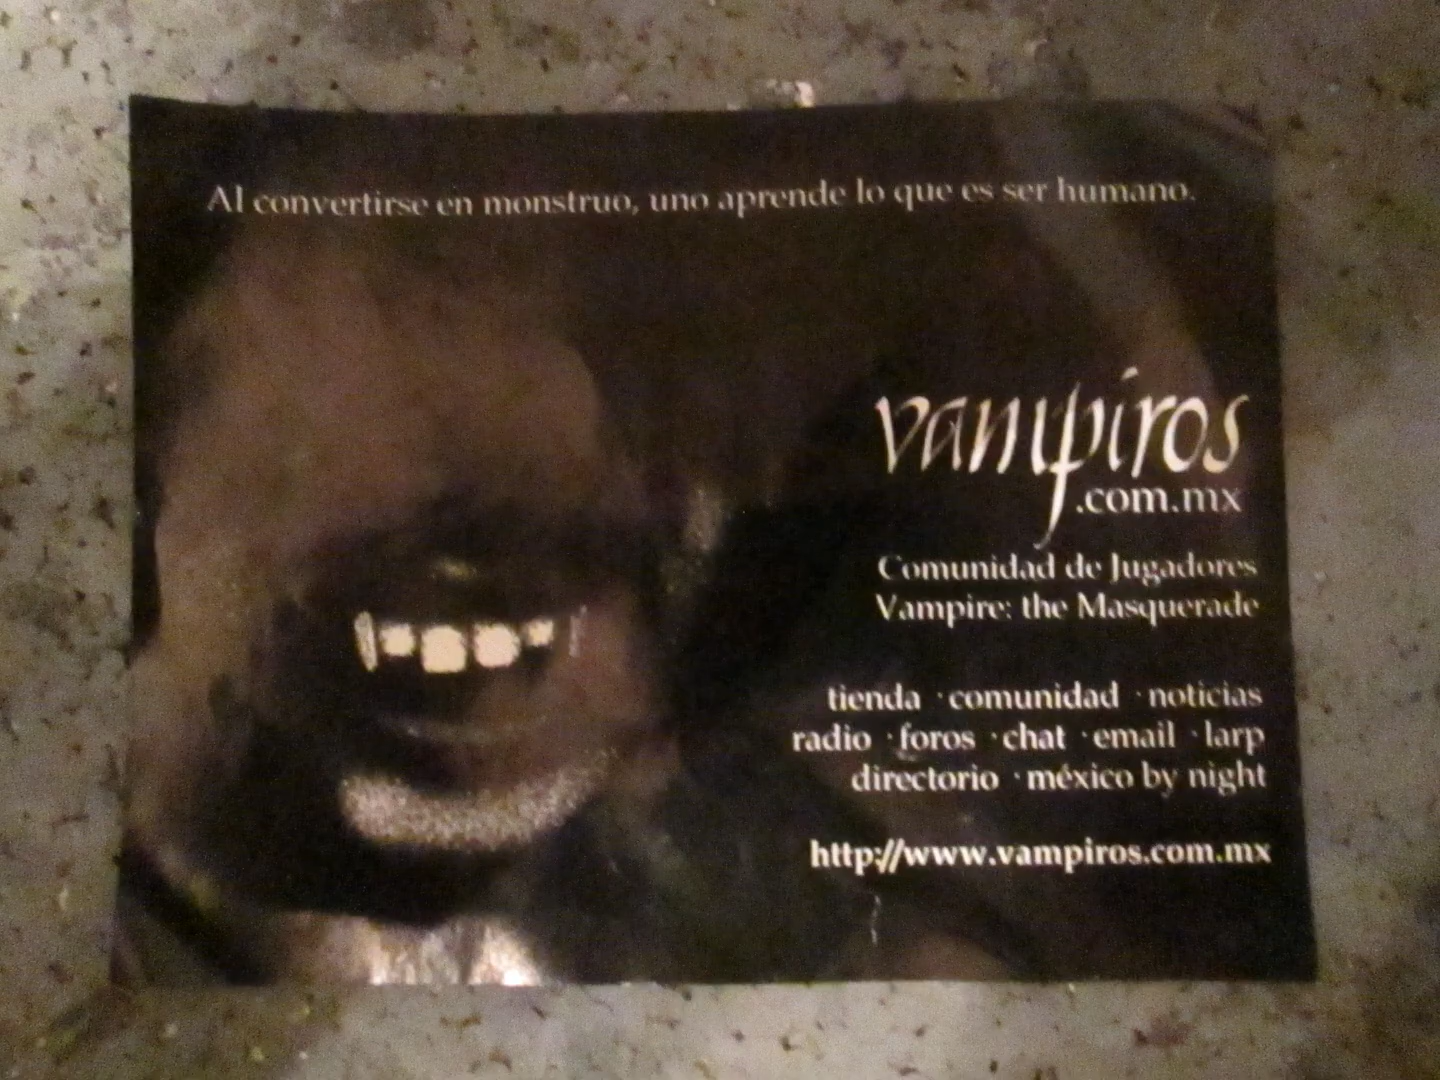 Al convertirse en monstruo, uno aprende lo que es ser humano.
vampiros
.com.mx
Comunidad de Jugadores
Vampire: the Masquerade
tienda · comunidad · noticias
radio · foros · chat · email · larp
directorio · méxico by night
http://www.vampiros.com.mx